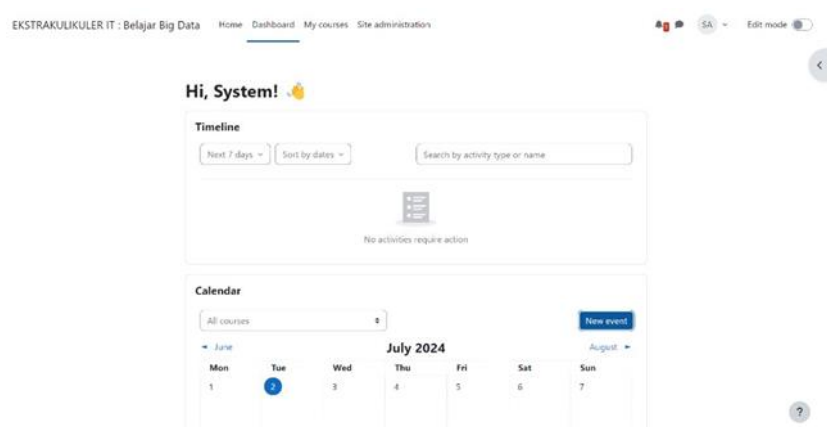 EKSTRAKULIKULER IT : Belajar Big Data Home Dashboard My courses Site administration SA Edit mode
Hi, System!
Timeline
Next 7 days Sort by dates Search by activity type or name
No activities require action
Calendar
All courses New event
June July 2024 August
Mon Tue Wed Thu Fri Sat Sun
1 2 3 4 5 6 7
?